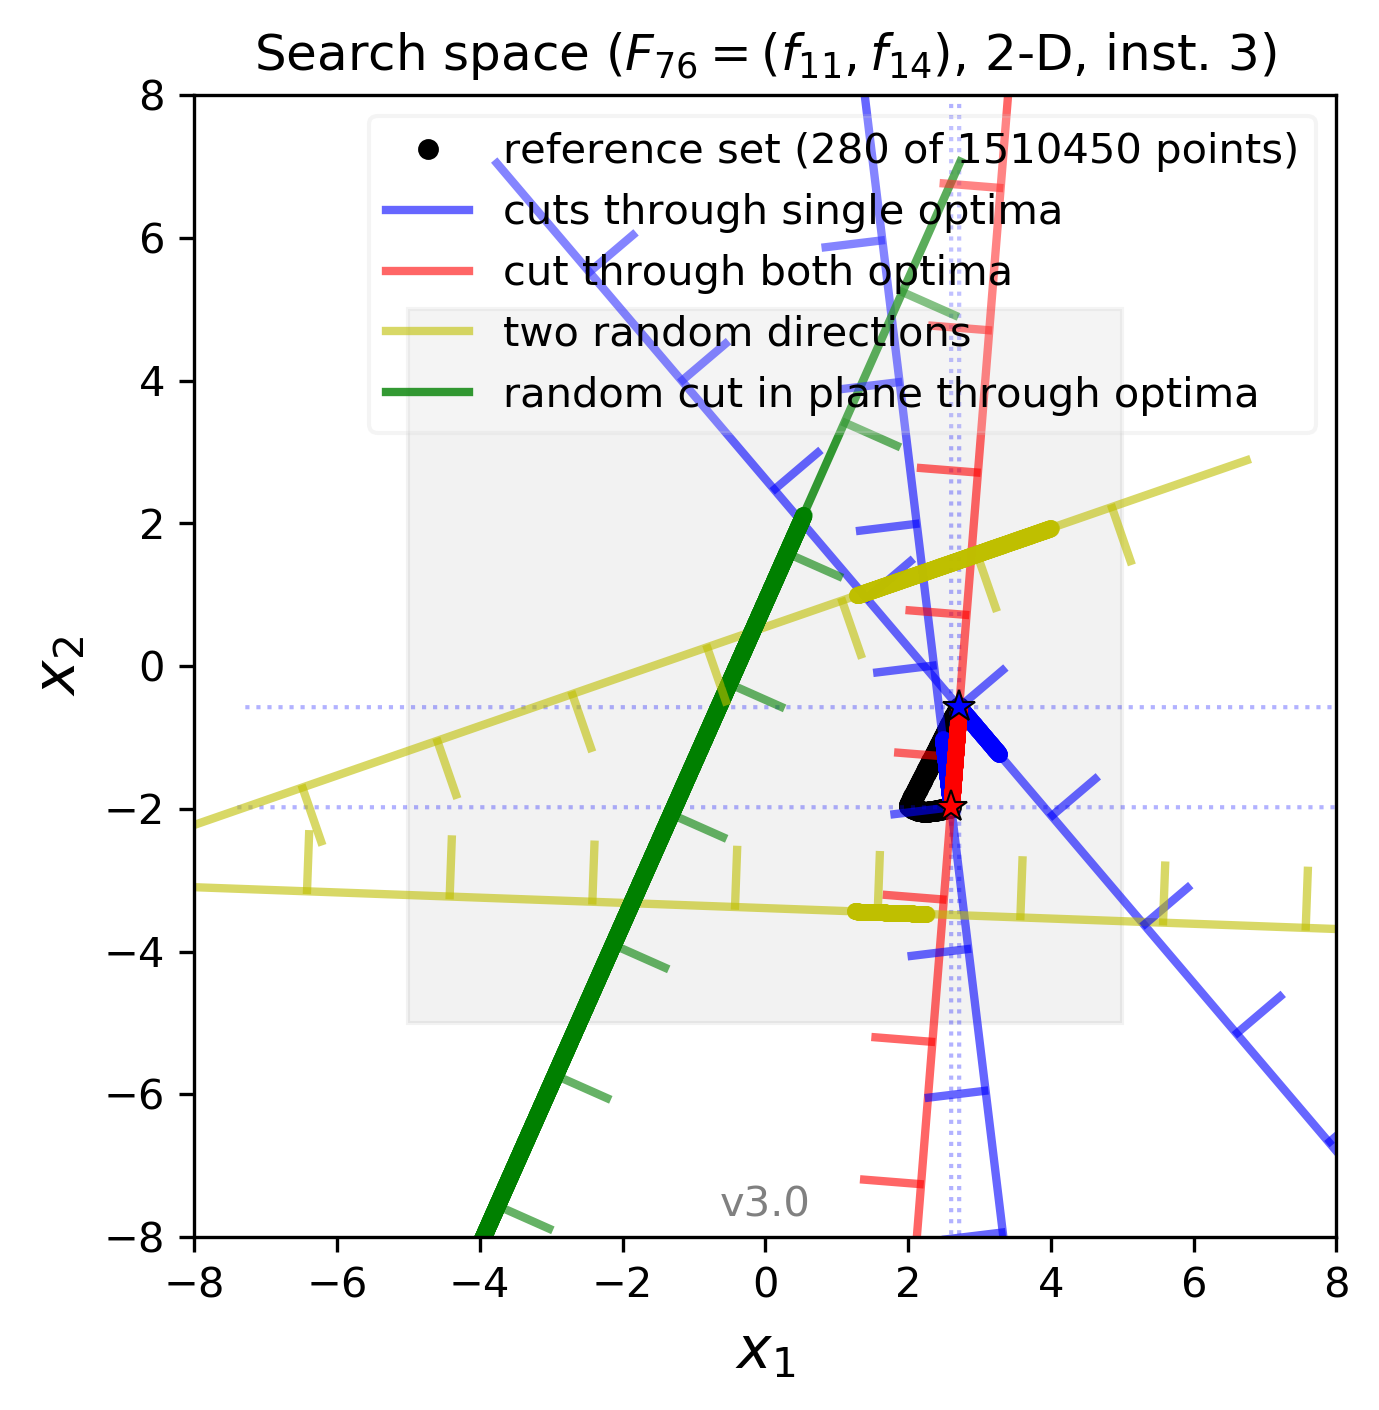 Search space (F₇₆ = (f₁₁, f₁₄), 2-D, inst. 3)
reference set (280 of 1510450 points)
cuts through single optima
cut through both optima
two random directions
random cut in plane through optima
8
6
4
2
0
−2
−4
−6
−8
x₂
v3.0
−8 −6 −4 −2 0 2 4 6 8
x₁